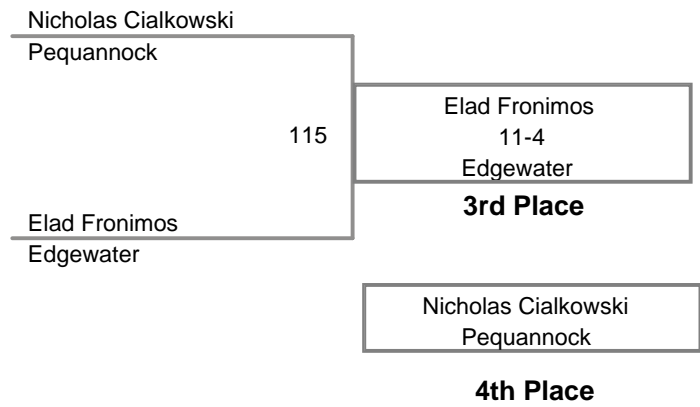 Nicholas Cialkowski
Pequannock
115
Elad Fronimos
11-4
Edgewater
3rd Place
Elad Fronimos
Edgewater
Nicholas Cialkowski
Pequannock
4th Place